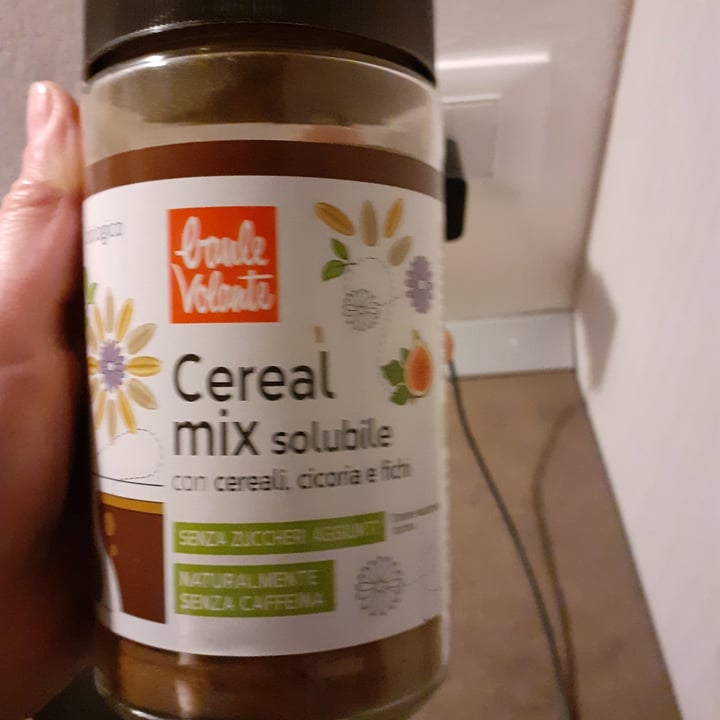 baule
Volante
Cereal
mix solubile
con cereali, cicoria e fichi
SENZA ZUCCHERI AGGIUNTI
NATURALMENTE
SENZA CAFFEINA